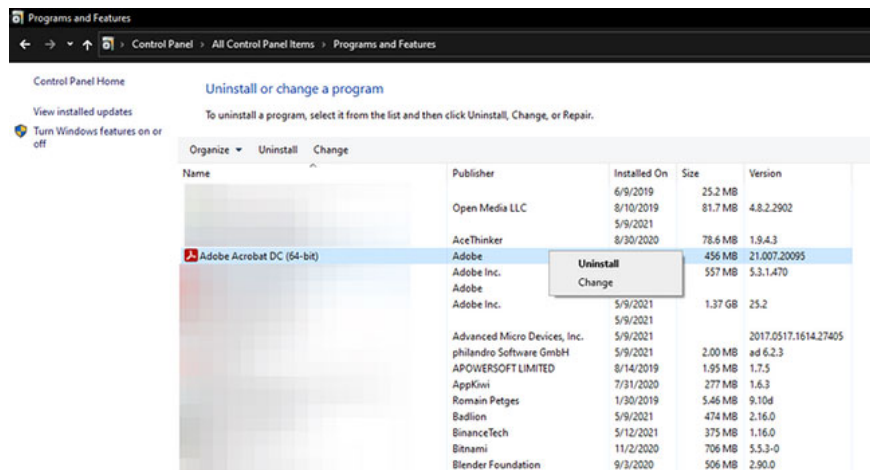 Programs and Features
Control Panel › All Control Panel Items › Programs and Features
Control Panel Home
View installed updates
Turn Windows features on or
off
Uninstall or change a program
To uninstall a program, select it from the list and then click Uninstall, Change, or Repair.
Organize Uninstall Change
Name Publisher Installed On Size Version
6/9/2019 25.2 MB
Open Media LLC 8/10/2019 81.7 MB 4.8.2.2902
5/9/2021
AceThinker 8/30/2020 78.6 MB 1.9.4.3
Adobe Acrobat DC (64-bit) Adobe 456 MB 21.007.20095
Uninstall
Change
Adobe Inc. 557 MB 5.3.1.470
Adobe
Adobe Inc. 5/9/2021 1.37 GB 25.2
5/9/2021
Advanced Micro Devices, Inc. 5/9/2021 2017.0517.1614.27405
philandro Software GmbH 5/9/2021 2.00 MB ad 6.2.3
APOWERSOFT LIMITED 8/14/2019 1.95 MB 1.7.5
AppKiwi 7/31/2020 277 MB 1.6.3
Romain Petges 1/30/2019 5.46 MB 9.10d
Badlion 5/9/2021 474 MB 2.16.0
BinanceTech 5/12/2021 375 MB 1.16.0
Bitnami 11/2/2020 706 MB 5.5.3-0
Blender Foundation 9/3/2020 506 MB 2.90.0